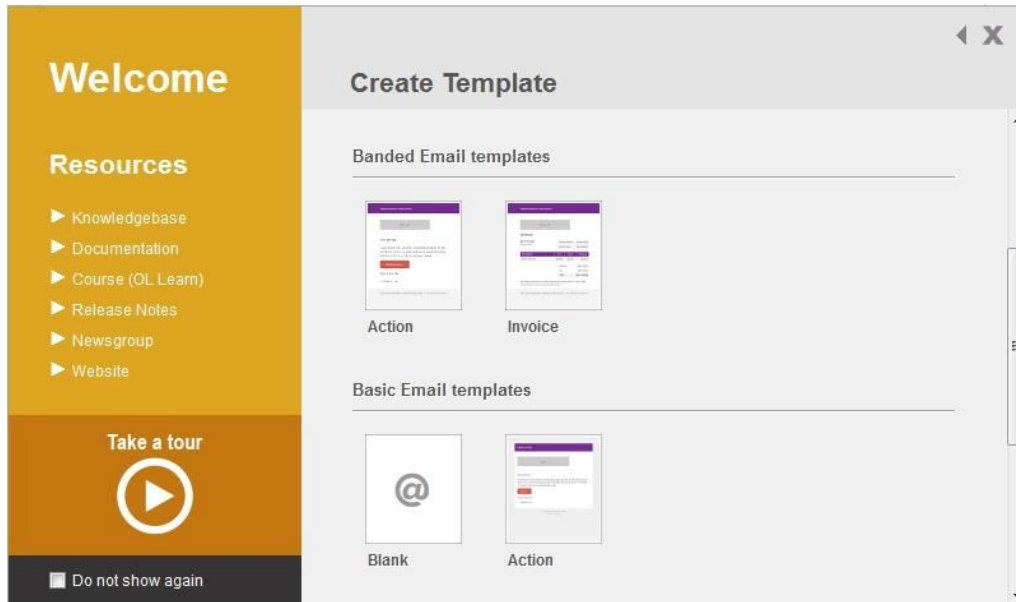 Welcome
Resources
Knowledgebase
Documentation
Course (OL Learn)
Release Notes
Newsgroup
Website
Take a tour
Do not show again
X
Create Template
Banded Email templates
Action
Invoice
Basic Email templates
@
Blank
Action